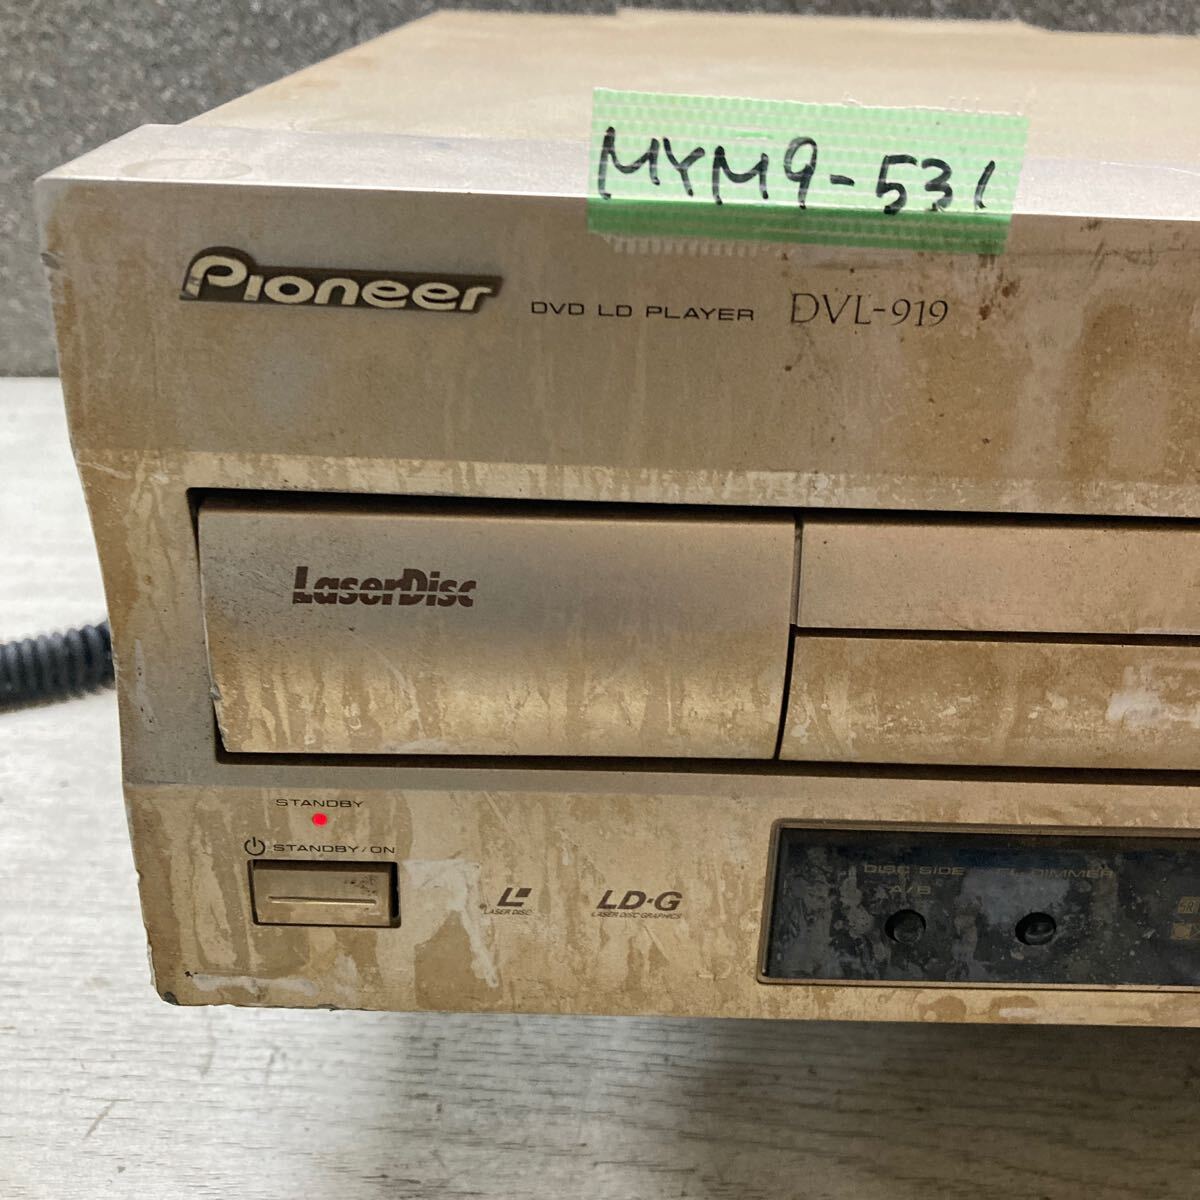 MYM9-531
Pioneer DVD LD PLAYER DVL-919
LaserDisc
STANDBY
STANDBY/ON
LASER DISC
LD-G
LASER DISC GRAPHICS
DISC SIDE
A/B
FL DIMMER